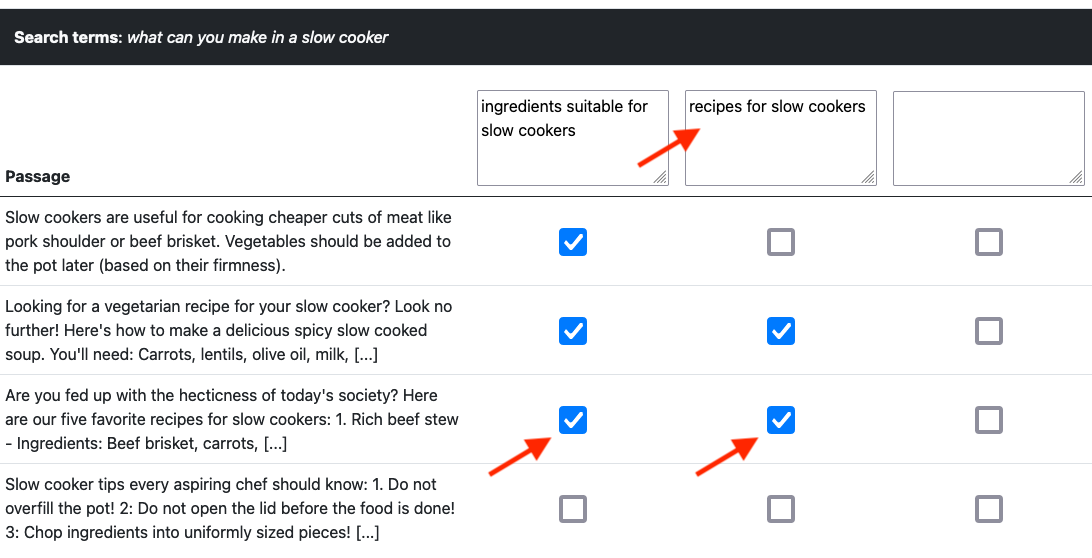 Search terms: what can you make in a slow cooker
ingredients suitable for
slow cookers
recipes for slow cookers
Passage
Slow cookers are useful for cooking cheaper cuts of meat like
pork shoulder or beef brisket. Vegetables should be added to
the pot later (based on their firmness).
Looking for a vegetarian recipe for your slow cooker? Look no
further! Here's how to make a delicious spicy slow cooked
soup. You'll need: Carrots, lentils, olive oil, milk, [...]
Are you fed up with the hecticness of today's society? Here
are our five favorite recipes for slow cookers: 1. Rich beef stew
- Ingredients: Beef brisket, carrots, [...]
Slow cooker tips every aspiring chef should know: 1. Do not
overfill the pot! 2: Do not open the lid before the food is done!
3: Chop ingredients into uniformly sized pieces! [...]